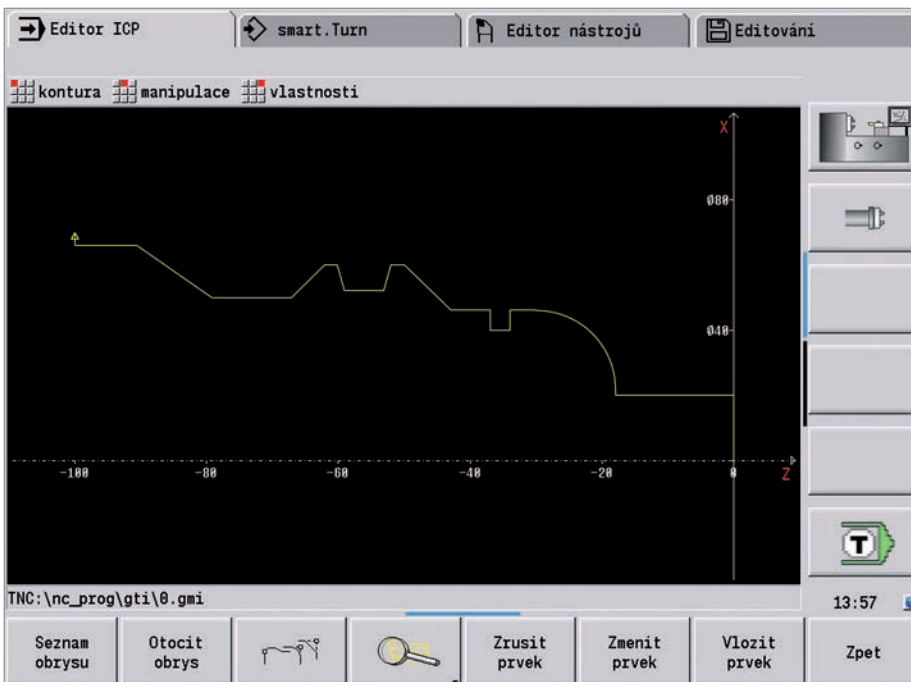 Editor ICP smart.Turn Editor nástrojů Editování
kontura manipulace vlastnosti
X
Ø80
Ø40
-100 -80 -60 -40 -20 0 Z
T
TNC:\nc_prog\gti\0.gmi
13:57
Seznam obrysu Otocit obrys Zrusit prvek Zmenit prvek Vlozit prvek Zpet